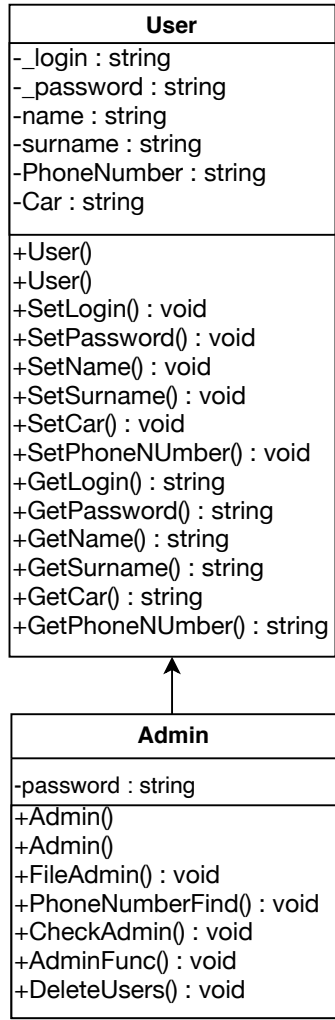 User
-_login : string
-_password : string
-name : string
-surname : string
-PhoneNumber : string
-Car : string
+User()
+User()
+SetLogin() : void
+SetPassword() : void
+SetName() : void
+SetSurname() : void
+SetCar() : void
+SetPhoneNUmber() : void
+GetLogin() : string
+GetPassword() : string
+GetName() : string
+GetSurname() : string
+GetCar() : string
+GetPhoneNUmber() : string
Admin
-password : string
+Admin()
+Admin()
+FileAdmin() : void
+PhoneNumberFind() : void
+CheckAdmin() : void
+AdminFunc() : void
+DeleteUsers() : void